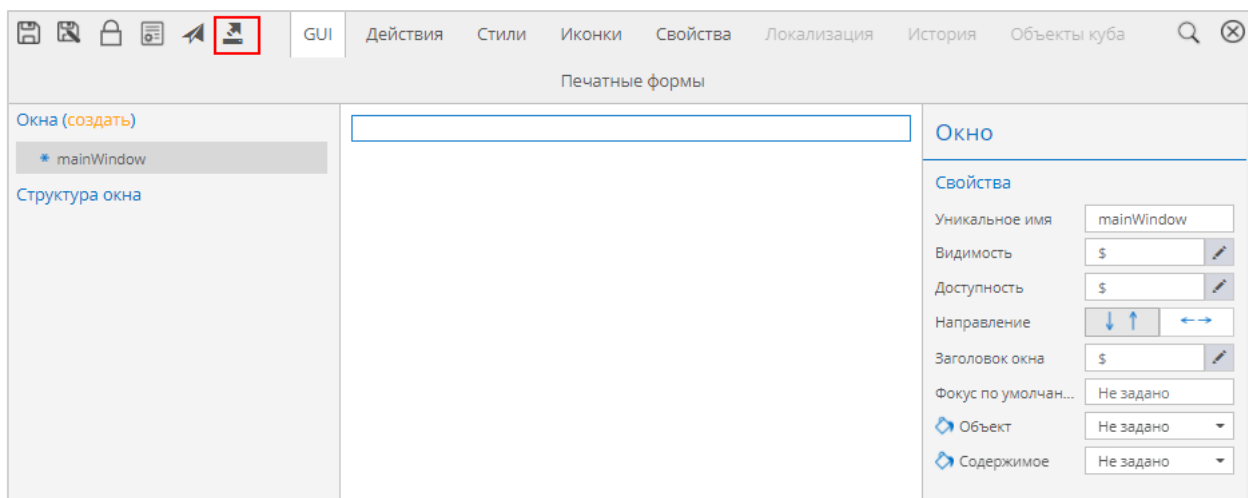 GUI Действия Стили Иконки Свойства Локализация История Объекты куба
Печатные формы
Окна (создать)
* mainWindow
Структура окна
Окно
Свойства
Уникальное имя mainWindow
Видимость $
Доступность $
Направление
Заголовок окна $
Фокус по умолчан... Не задано
Объект Не задано
Содержимое Не задано